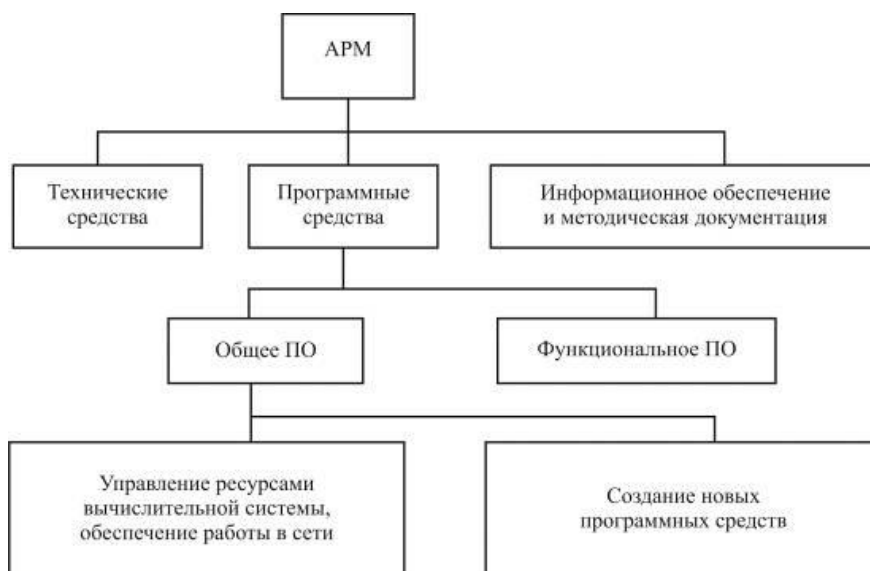 АРМ
Технические
средства
Программные
средства
Информационное обеспечение
и методическая документация
Общее ПО
Функциональное ПО
Управление ресурсами
вычислительной системы,
обеспечение работы в сети
Создание новых
программных средств